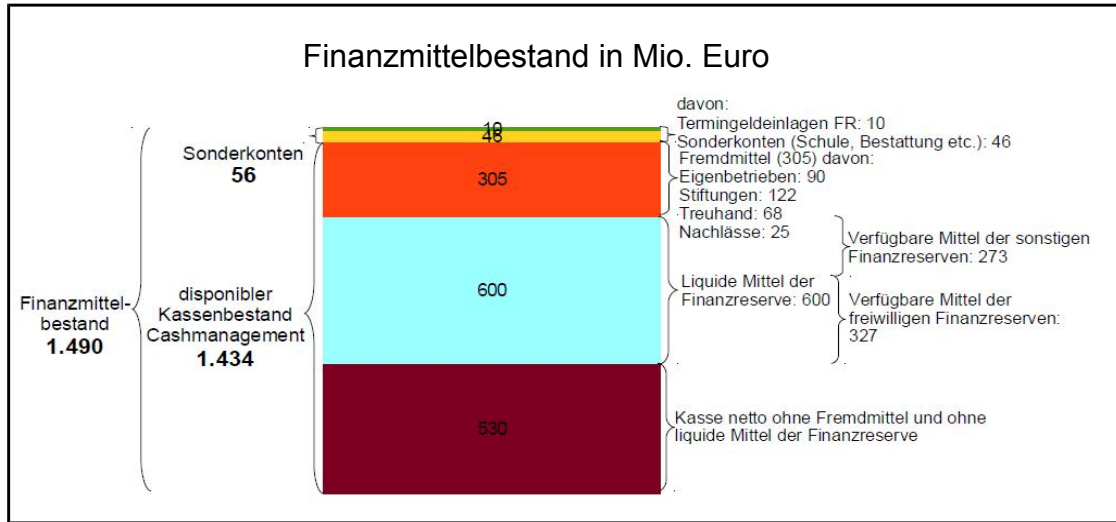 Finanzmittelbestand in Mio. Euro
Finanzmittel-
bestand
1.490
Sonderkonten
56
disponibler
Kassenbestand
Cashmanagement
1.434
10
46
305
600
530
davon:
Termingeldeinlagen FR: 10
Sonderkonten (Schule, Bestattung etc.): 46
Fremdmittel (305) davon:
Eigenbetrieben: 90
Stiftungen: 122
Treuhand: 68
Nachlässe: 25
Liquide Mittel der
Finanzreserve: 600
Verfügbare Mittel der sonstigen
Finanzreserven: 273
Verfügbare Mittel der
freiwilligen Finanzreserven:
327
Kasse netto ohne Fremdmittel und ohne
liquide Mittel der Finanzreserve